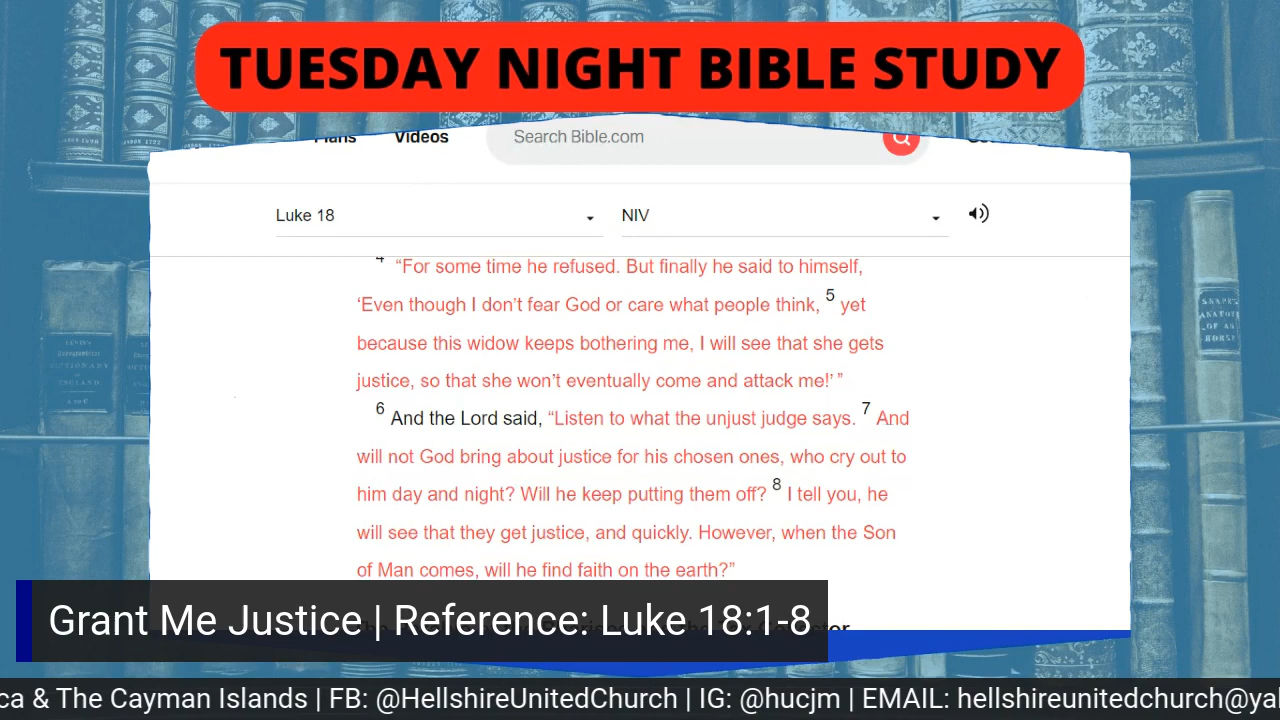 TUESDAY NIGHT BIBLE STUDY
Plans Videos Search Bible.com
Luke 18 NIV
4 “For some time he refused. But finally he said to himself,
‘Even though I don’t fear God or care what people think, 5 yet
because this widow keeps bothering me, I will see that she gets
justice, so that she won’t eventually come and attack me!’”
6 And the Lord said, “Listen to what the unjust judge says. 7 And
will not God bring about justice for his chosen ones, who cry out to
him day and night? Will he keep putting them off? 8 I tell you, he
will see that they get justice, and quickly. However, when the Son
of Man comes, will he find faith on the earth?”
Grant Me Justice | Reference: Luke 18:1-8
ca & The Cayman Islands | FB: @HellshireUnitedChurch | IG: @hucjm | EMAIL: hellshireunitedchurch@ya